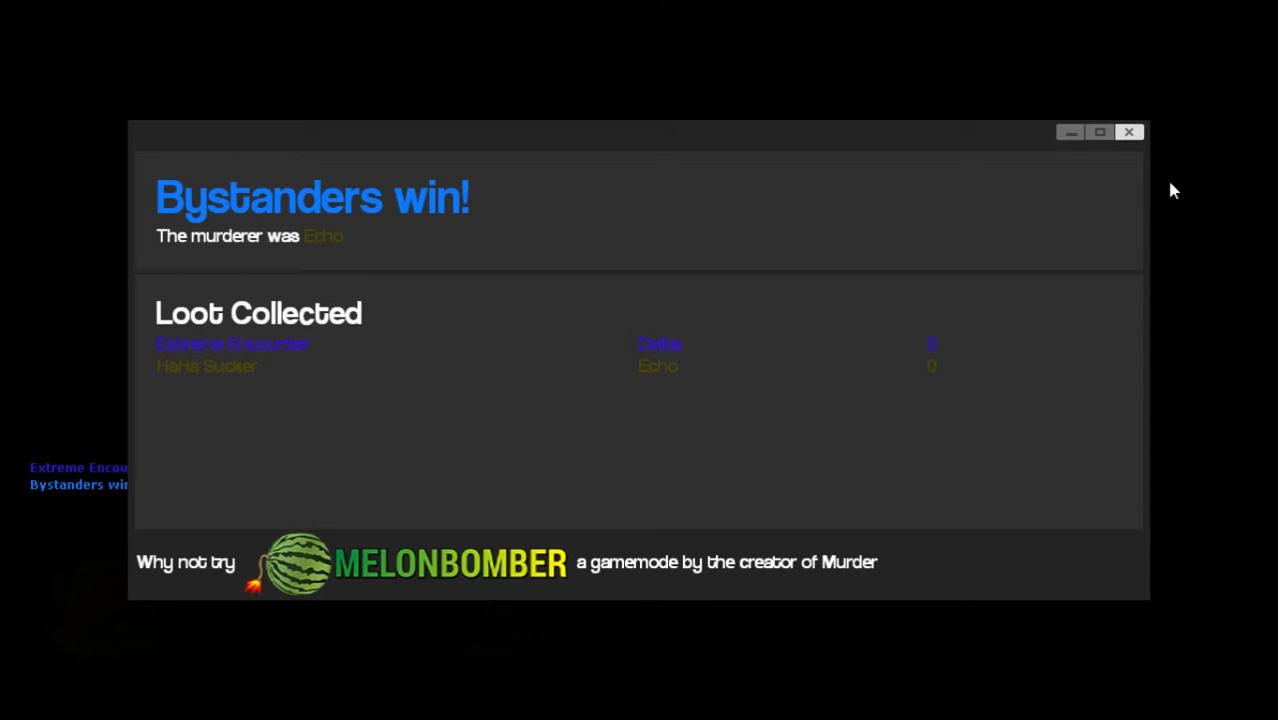 Bystanders win!
The murderer was Echo
Loot Collected
Extreme Encounter Delta 0
HaHa Sucker Echo 0
Extreme Encou
Bystanders win
Why not try MELONBOMBER a gamemode by the creator of Murder